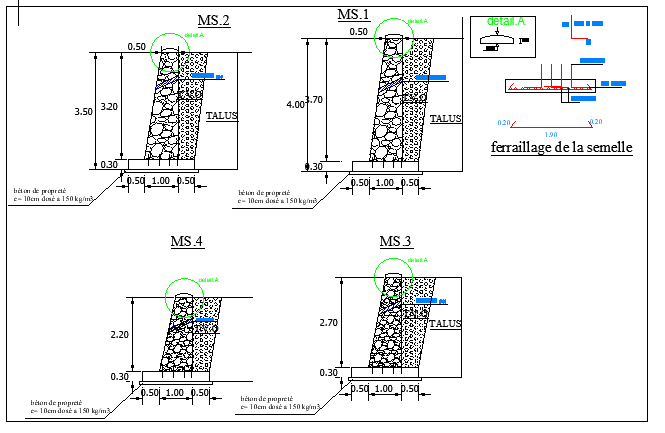 MS.2
detail.A
0.50
3.50
3.20
0.30
TALUS
0.50 1.00 0.50
béton de propreté
e= 10cm dosé a 150 kg/m3
MS.1
detail.A
0.50
4.00
3.70
0.30
TALUS
0.50 1.00 0.50
béton de propreté
e= 10cm dosé a 150 kg/m3
detail.A
0.20
0.20
1.90
ferraillage de la semelle
MS.4
detail.A
2.20
0.30
0.50 1.00 0.50
béton de propreté
e= 10cm dosé a 150 kg/m3
MS.3
detail.A
2.70
0.30
TALUS
0.50 1.00 0.50
béton de propreté
e= 10cm dosé a 150 kg/m3